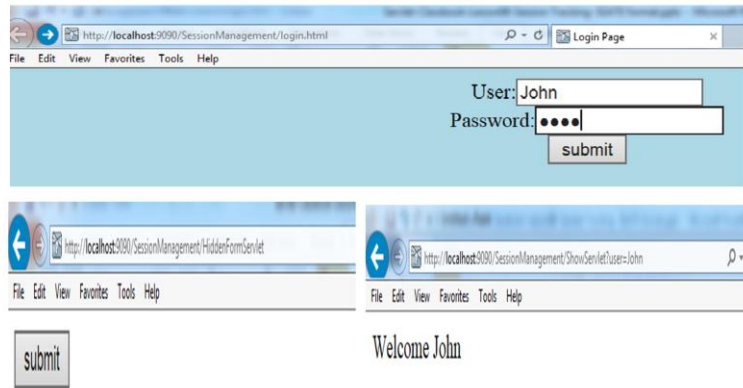 http://localhost:9090/SessionManagement/login.html
Login Page
File Edit View Favorites Tools Help
User: John
Password: ●●●●
submit
http://localhost:9090/SessionManagement/HiddenFormServlet
File Edit View Favorites Tools Help
submit
http://localhost:9090/SessionManagement/ShowServlet?user=John
File Edit View Favorites Tools Help
Welcome John